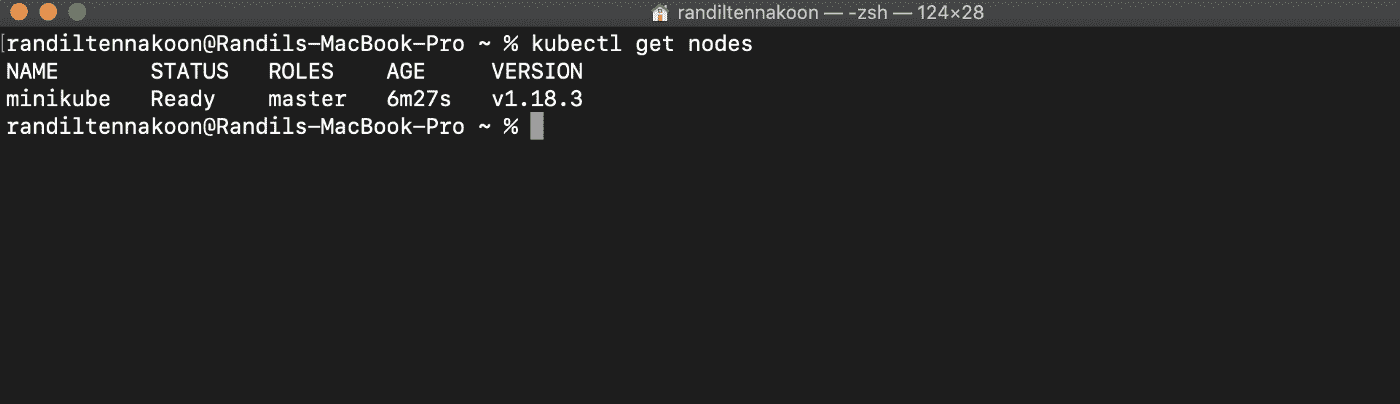 randiltennakoon — -zsh — 124×28
[randiltennakoon@Randils-MacBook-Pro ~ % kubectl get nodes
NAME STATUS ROLES AGE VERSION
minikube Ready master 6m27s v1.18.3
randiltennakoon@Randils-MacBook-Pro ~ %